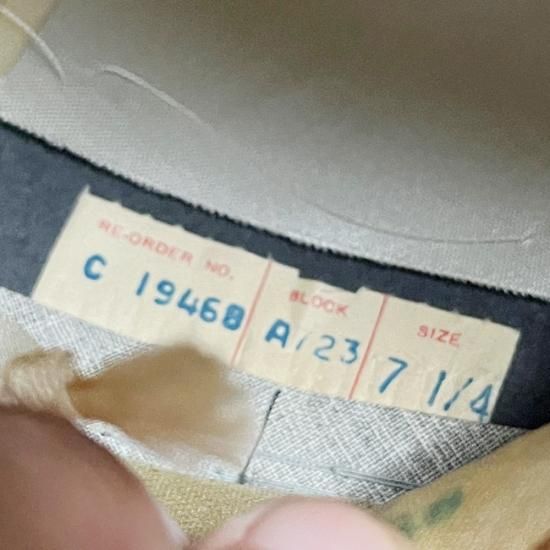 RE-ORDER NO. BLOCK SIZE
C 19468 A/23 7 1/4